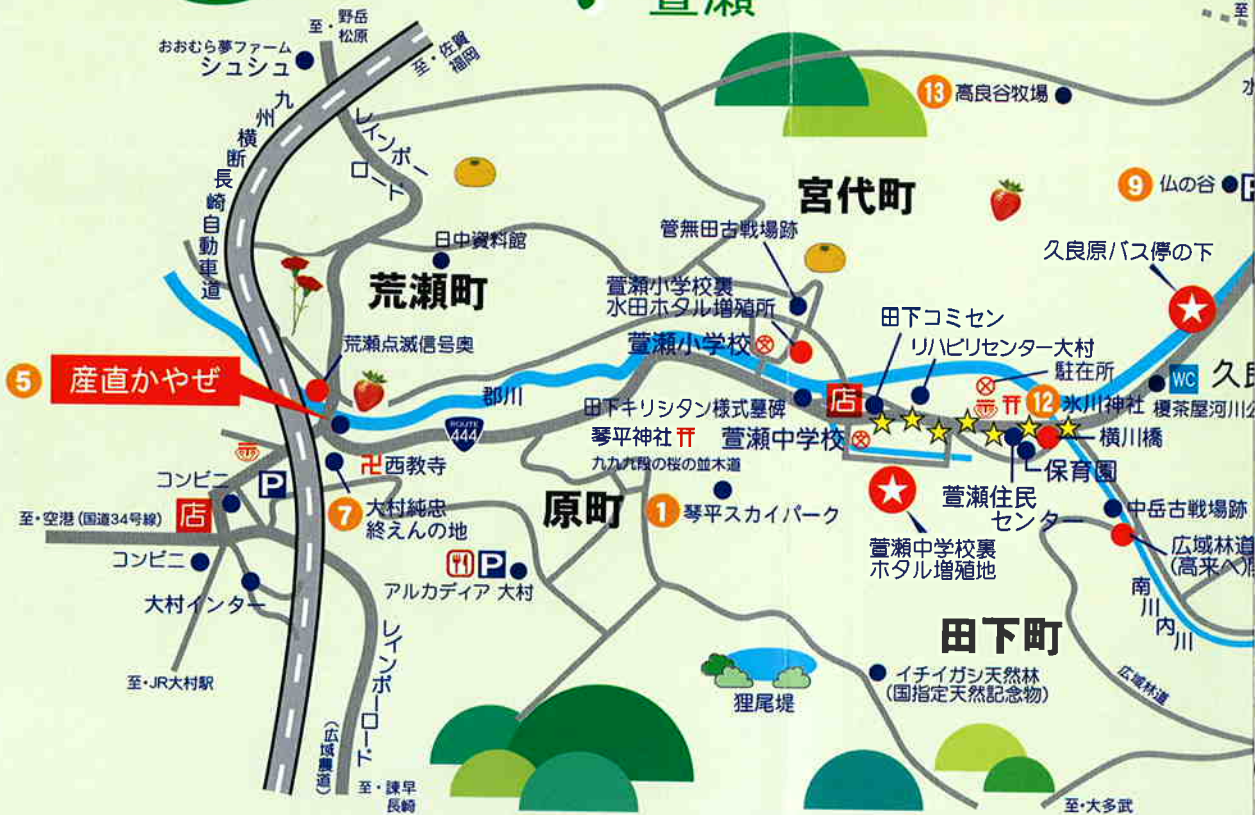 萱瀬
至・野岳
松原
至・佐賀
福岡
おおむら夢ファーム
シュシュ
至
九州横断長崎自動車道
レインボーロード
13 高良谷牧場
水
宮代町
9 仏の谷
P
日中資料館
荒瀬町
菅無田古戦場跡
久良原バス停の下
萱瀬小学校裏
水田ホタル増殖所
田下コミセン
荒瀬点滅信号奥
萱瀬小学校
リハビリセンター大村
駐在所
5 産直かやぜ
郡川
田下キリシタン様式墓碑
店
12 氷川神社
WC
久良
榎茶屋河川公
ROUTE
444
琴平神社
萱瀬中学校
横川橋
西教寺
九九九段の桜の並木道
保育園
コンビニ
P
7 大村純忠
終えんの地
原町
1 琴平スカイパーク
萱瀬住民
センター
中岳古戦場跡
至・空港(国道34号線)
店
萱瀬中学校裏
ホタル増殖地
広域林道
(高来へ)
コンビニ
P
アルカディア 大村
大村インター
南川内川
田下町
レインボーロード
(広域農道)
至・JR大村駅
狸尾堤
イチイガシ天然林
(国指定天然記念物)
広域林道
至・諫早
長崎
至・大多武